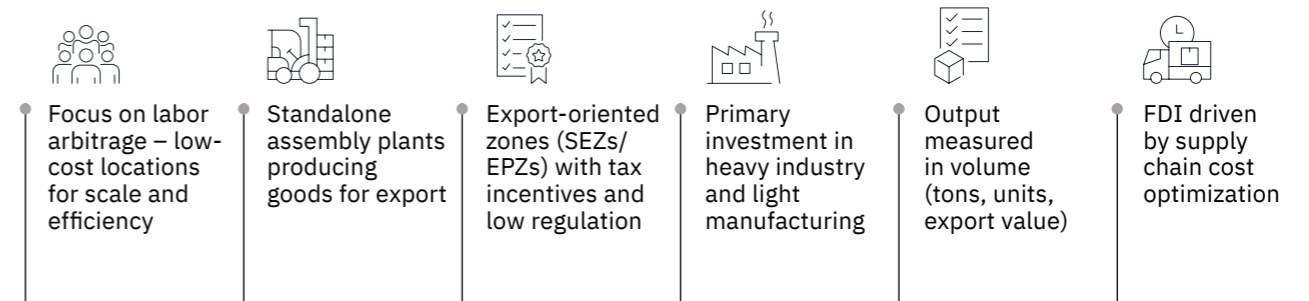 Focus on labor
arbitrage – low-
cost locations
for scale and
efficiency
Standalone
assembly plants
producing
goods for export
Export-oriented
zones (SEZs/
EPZs) with tax
incentives and
low regulation
Primary
investment in
heavy industry
and light
manufacturing
Output
measured
in volume
(tons, units,
export value)
FDI driven
by supply
chain cost
optimization